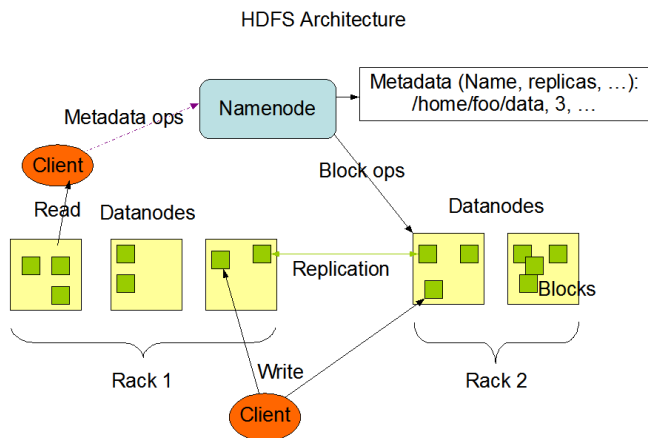 HDFS Architecture
Metadata (Name, replicas, …):
/home/foo/data, 3, …
Namenode
Metadata ops
Client
Block ops
Read
Datanodes
Datanodes
Replication
Blocks
Rack 1
Write
Rack 2
Client